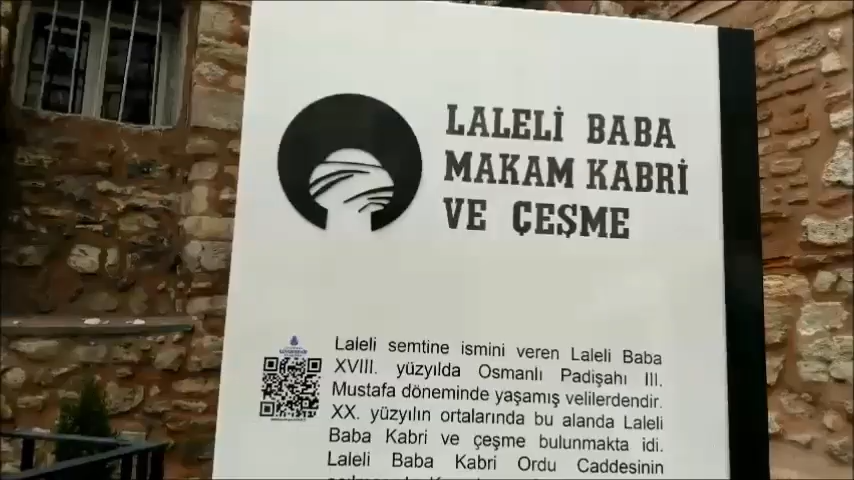 LALELİ BABA
MAKAM KABRİ
VE ÇEŞME
Laleli semtine ismini veren Laleli Baba
XVIII. yüzyılda Osmanlı Padişahı III.
Mustafa döneminde yaşamış velilerdendir.
XX. yüzyılın ortalarında bu alanda Laleli
Baba Kabri ve çeşme bulunmakta idi.
Laleli Baba Kabri Ordu Caddesinin